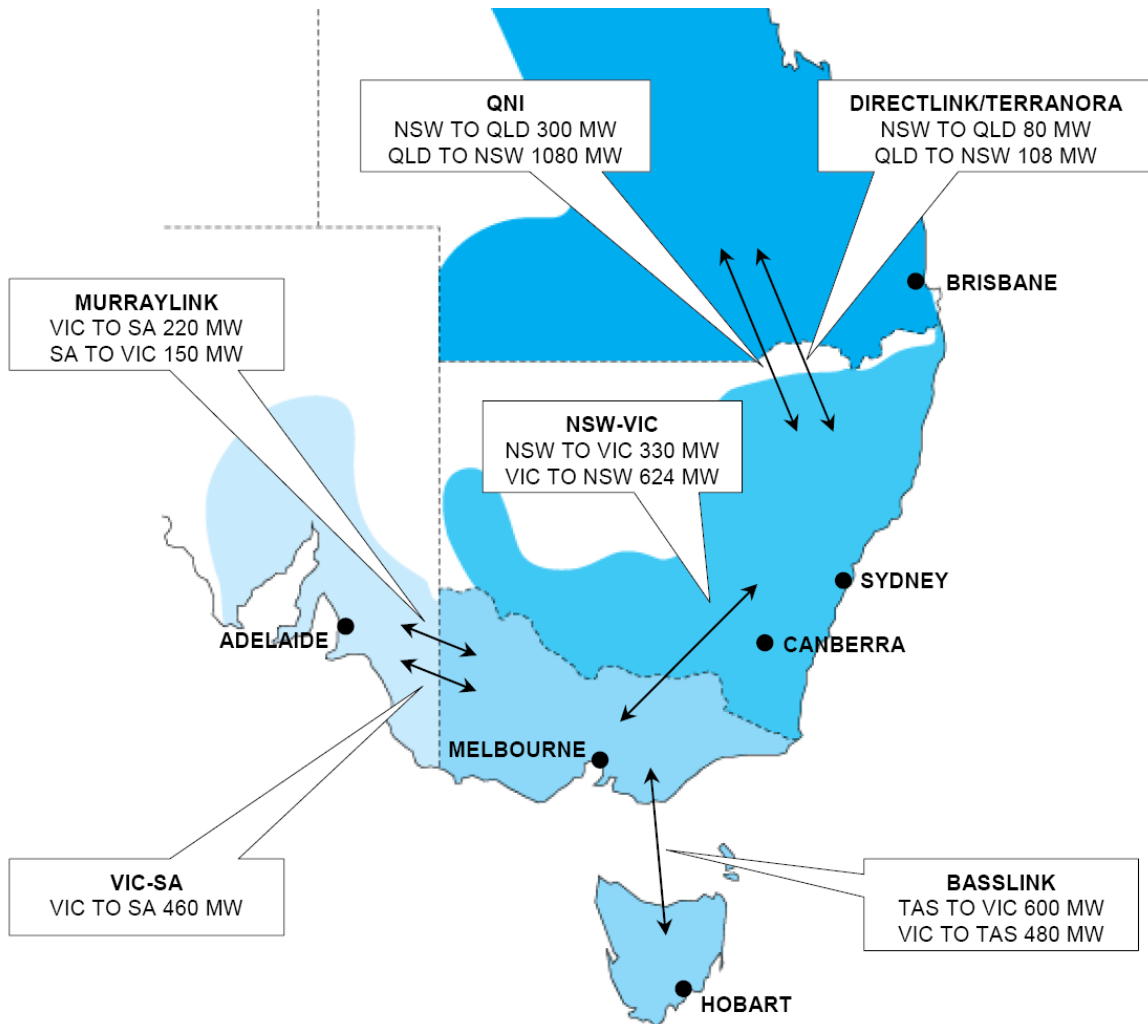 QNI
NSW TO QLD 300 MW
QLD TO NSW 1080 MW
DIRECTLINK/TERRANORA
NSW TO QLD 80 MW
QLD TO NSW 108 MW
BRISBANE
MURRAYLINK
VIC TO SA 220 MW
SA TO VIC 150 MW
NSW-VIC
NSW TO VIC 330 MW
VIC TO NSW 624 MW
SYDNEY
ADELAIDE
CANBERRA
MELBOURNE
VIC-SA
VIC TO SA 460 MW
BASSLINK
TAS TO VIC 600 MW
VIC TO TAS 480 MW
HOBART